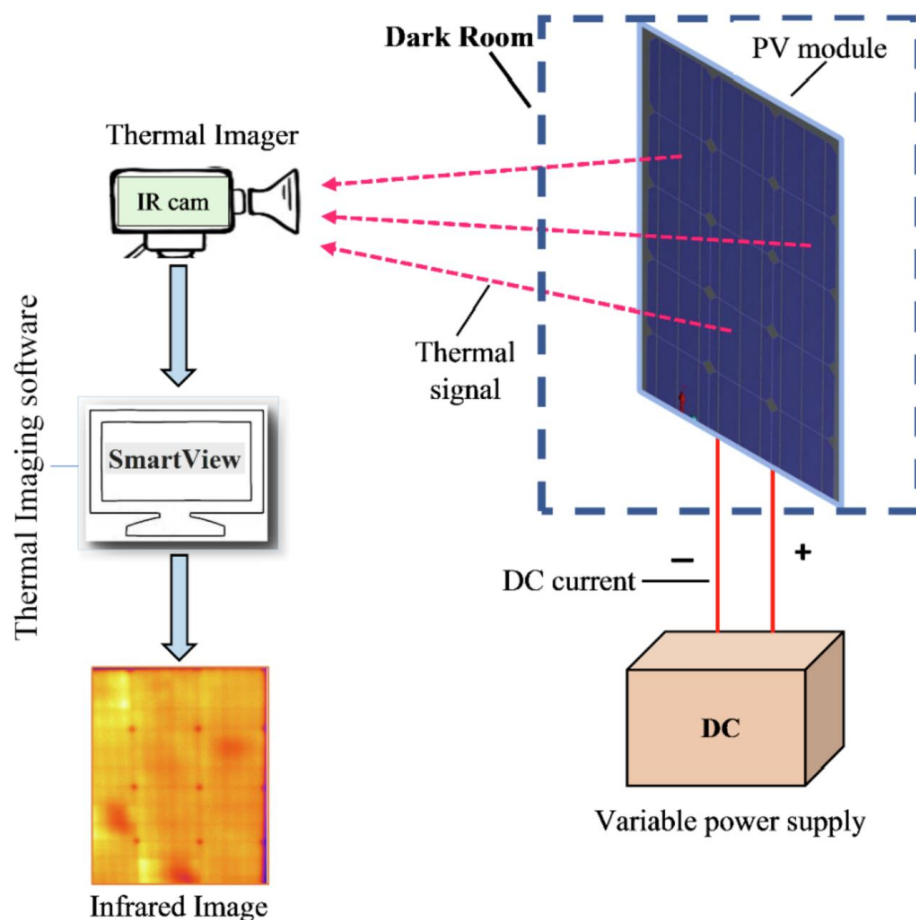 Dark Room
PV module
Thermal Imager
IR cam
Thermal
signal
Thermal Imaging software
SmartView
–
+
DC current
DC
Variable power supply
Infrared Image